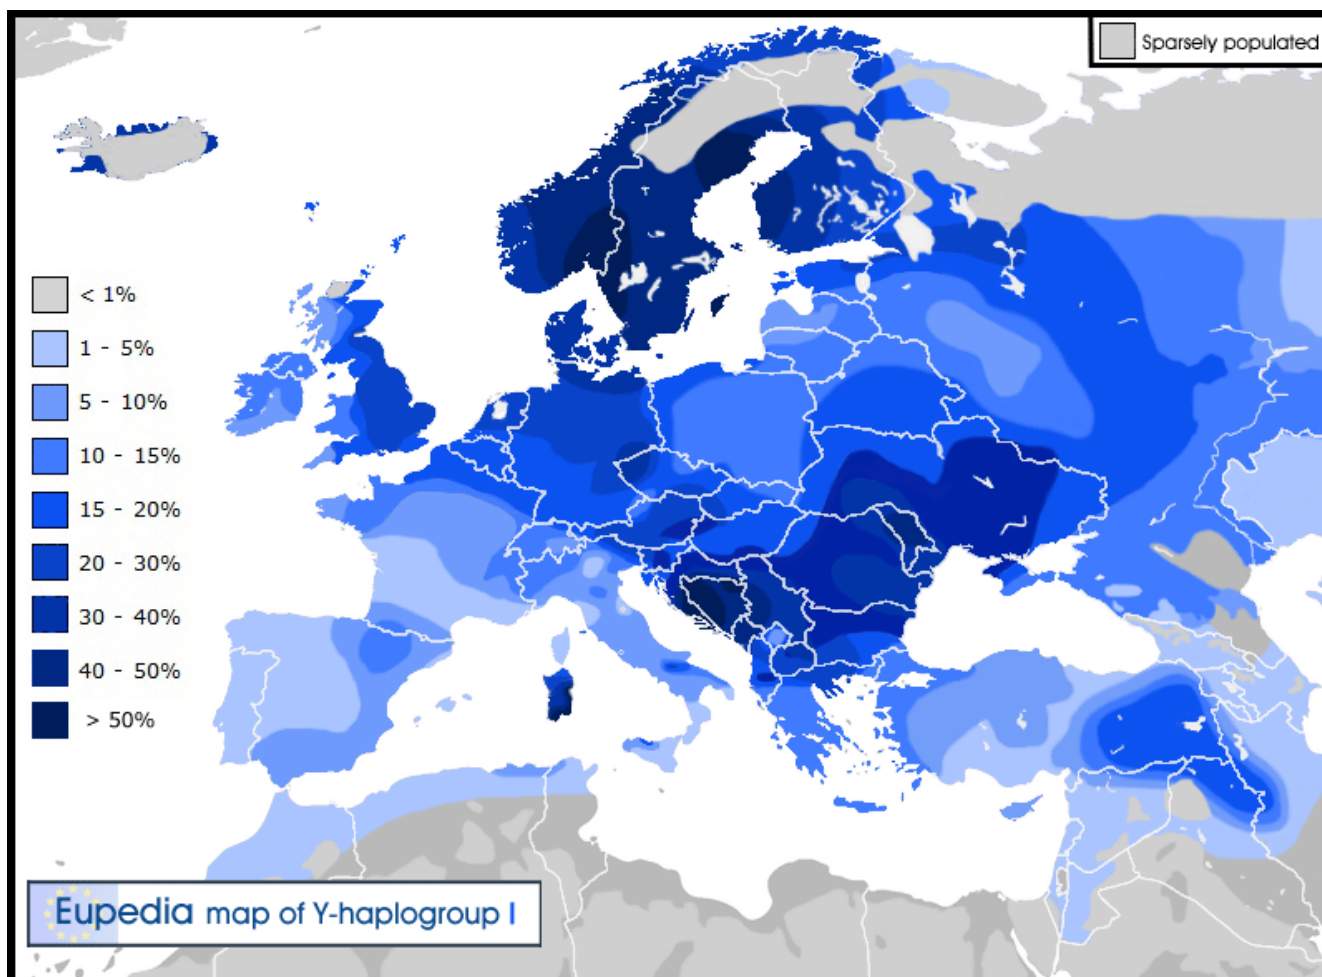 Sparsely populated
< 1%
1 - 5%
5 - 10%
10 - 15%
15 - 20%
20 - 30%
30 - 40%
40 - 50%
> 50%
Eupedia map of Y-haplogroup I